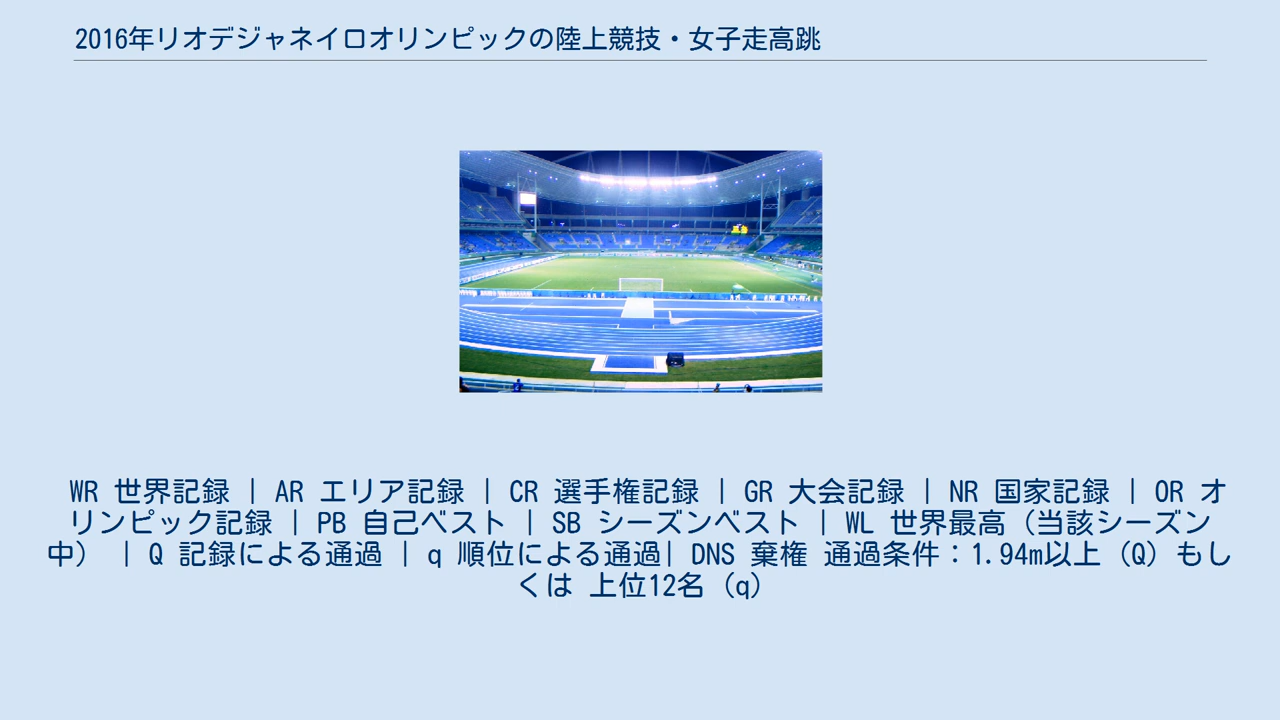 2016年リオデジャネイロオリンピックの陸上競技・女子走高跳
WR 世界記録 | AR エリア記録 | CR 選手権記録 | GR 大会記録 | NR 国家記録 | OR オ
リンピック記録 | PB 自己ベスト | SB シーズンベスト | WL 世界最高（当該シーズン
中） | Q 記録による通過 | q 順位による通過| DNS 棄権 通過条件：1.94m以上（Q）もし
くは 上位12名（q）